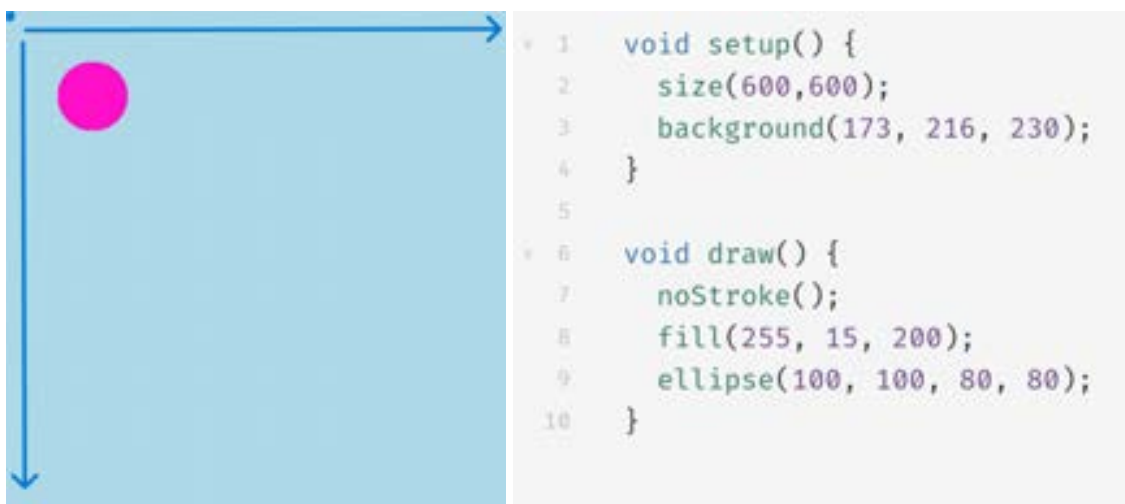 1 void setup() {
2 size(600,600);
3 background(173, 216, 230);
4 }
5
6 void draw() {
7 noStroke();
8 fill(255, 15, 200);
9 ellipse(100, 100, 80, 80);
10 }